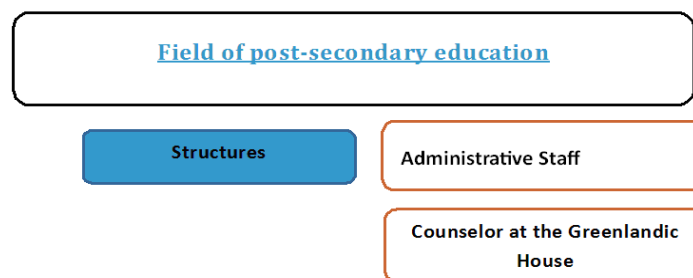 Field of post-secondary education
Structures
Administrative Staff
Counselor at the Greenlandic
House